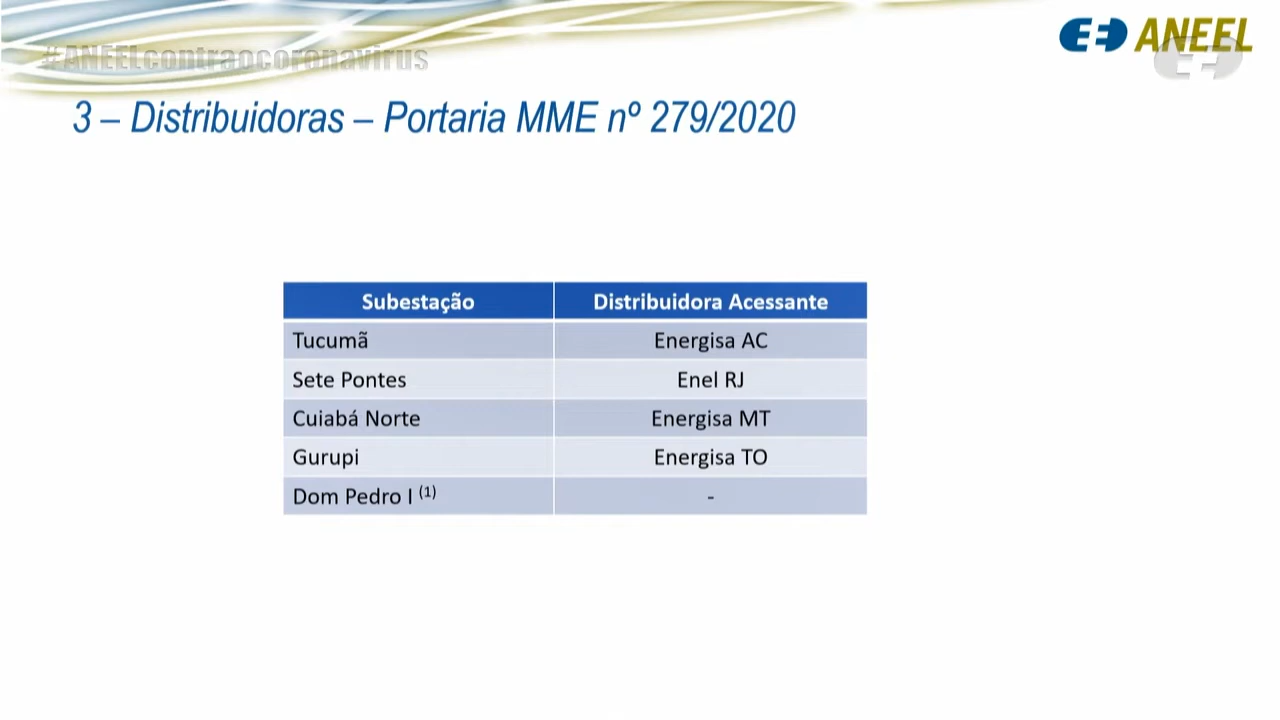 ANEEL
#ANEELcontraocoronavirus
3 – Distribuidoras – Portaria MME nº 279/2020
Subestação Distribuidora Acessante
Tucumã Energisa AC
Sete Pontes Enel RJ
Cuiabá Norte Energisa MT
Gurupi Energisa TO
Dom Pedro I (1) -